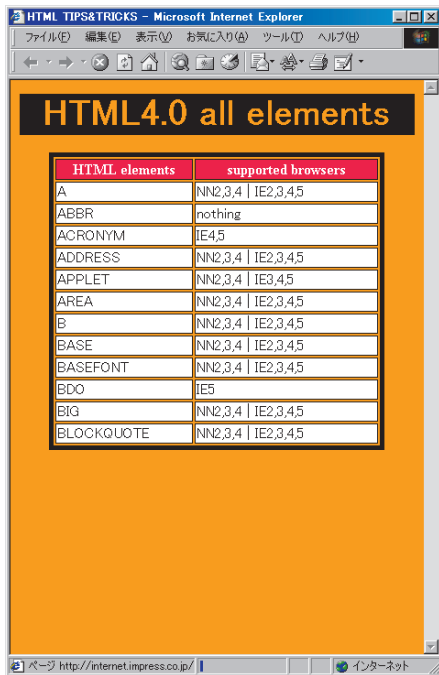 HTML TIPS&TRICKS - Microsoft Internet Explorer
ファイル(F) 編集(E) 表示(V) お気に入り(A) ツール(T) ヘルプ(H)
HTML4.0 all elements
HTML elements supported browsers
A NN2,3,4 | IE2,3,4,5
ABBR nothing
ACRONYM IE4,5
ADDRESS NN2,3,4 | IE2,3,4,5
APPLET NN2,3,4 | IE3,4,5
AREA NN2,3,4 | IE2,3,4,5
B NN2,3,4 | IE2,3,4,5
BASE NN2,3,4 | IE2,3,4,5
BASEFONT NN2,3,4 | IE2,3,4,5
BDO IE5
BIG NN2,3,4 | IE2,3,4,5
BLOCKQUOTE NN2,3,4 | IE2,3,4,5
ページ http://internet.impress.co.jp/ インターネット